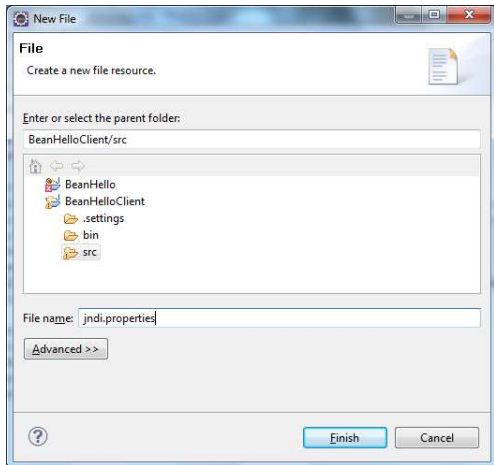 New File
File
Create a new file resource.
Enter or select the parent folder:
BeanHelloClient/src
BeanHello
BeanHelloClient
.settings
bin
src
File name: jndi.properties
Advanced >>
?
Finish Cancel